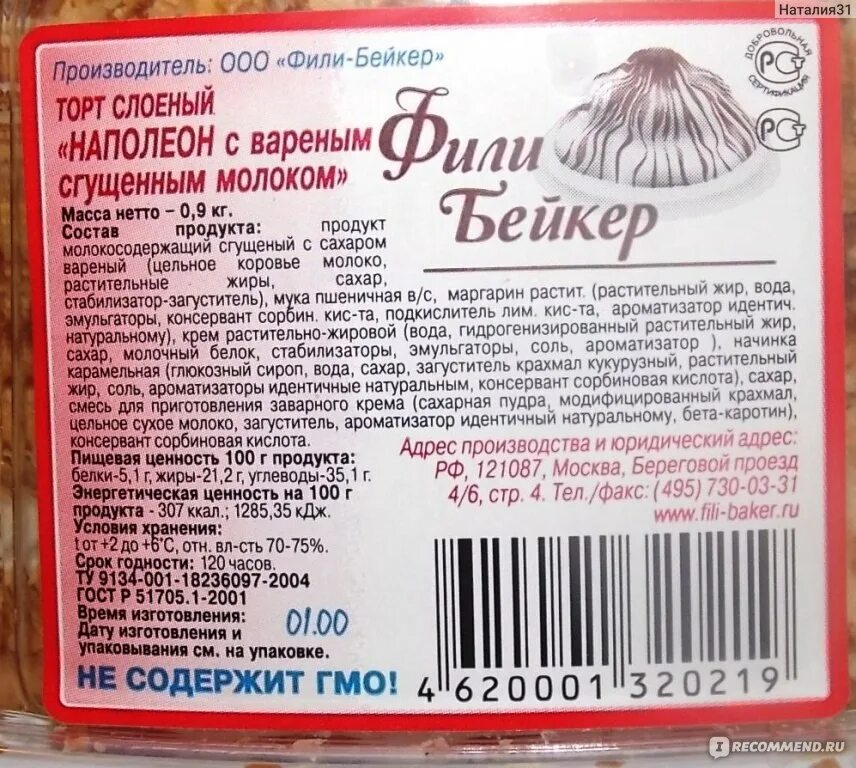 Наталия31
Производитель: ООО «Фили-Бейкер»
ТОРТ СЛОЕНЫЙ
«НАПОЛЕОН с вареным
сгущенным молоком»
Фили
Бейкер
ДОБРОВОЛЬНАЯ
СЕРТИФИКАЦИЯ
Масса нетто – 0,9 кг.
Состав продукта: продукт
молокосодержащий сгущеный с сахаром
вареный (цельное коровье молоко,
растительные жиры, сахар,
стабилизатор-загуститель), мука пшеничная в/с, маргарин растит. (растительный жир, вода,
эмульгаторы, консервант сорбин. кис-та, подкислитель лим. кис-та, ароматизатор идентич.
натуральному), крем растительно-жировой (вода, гидрогенизированный растительный жир,
сахар, молочный белок, стабилизаторы, эмульгаторы, соль, ароматизатор ), начинка
карамельная (глюкозный сироп, вода, сахар, загуститель крахмал кукурузный, растительный
жир, соль, ароматизаторы идентичные натуральным, консервант сорбиновая кислота), сахар,
смесь для приготовления заварного крема (сахарная пудра, модифицированный крахмал,
цельное сухое молоко, загуститель, ароматизатор идентичный натуральному, бета-каротин),
консервант сорбиновая кислота.
Пищевая ценность 100 г продукта:
белки-5,1 г, жиры-21,2 г, углеводы-35,1 г.
Энергетическая ценность на 100 г
продукта - 307 ккал.; 1285,35 кДж.
Условия хранения:
t от +2 до +6°С, отн. вл-сть 70-75%.
Срок годности: 120 часов.
ТУ 9134-001-18236097-2004
ГОСТ Р 51705.1-2001
Время изготовления: 01.00
Дату изготовления и
упаковывания см. на упаковке.
НЕ СОДЕРЖИТ ГМО!
Адрес производства и юридический адрес:
РФ, 121087, Москва, Береговой проезд
4/6, стр. 4. Тел./факс: (495) 730-03-31
www.fili-baker.ru
4 620001 320219
IRECOMMEND.RU